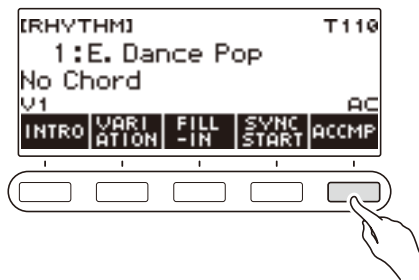 [RHYTHM] T110
1:E. Dance Pop
No Chord
V1 AC
INTRO VARI FILL SYNC ACCMP
ATION -IN START